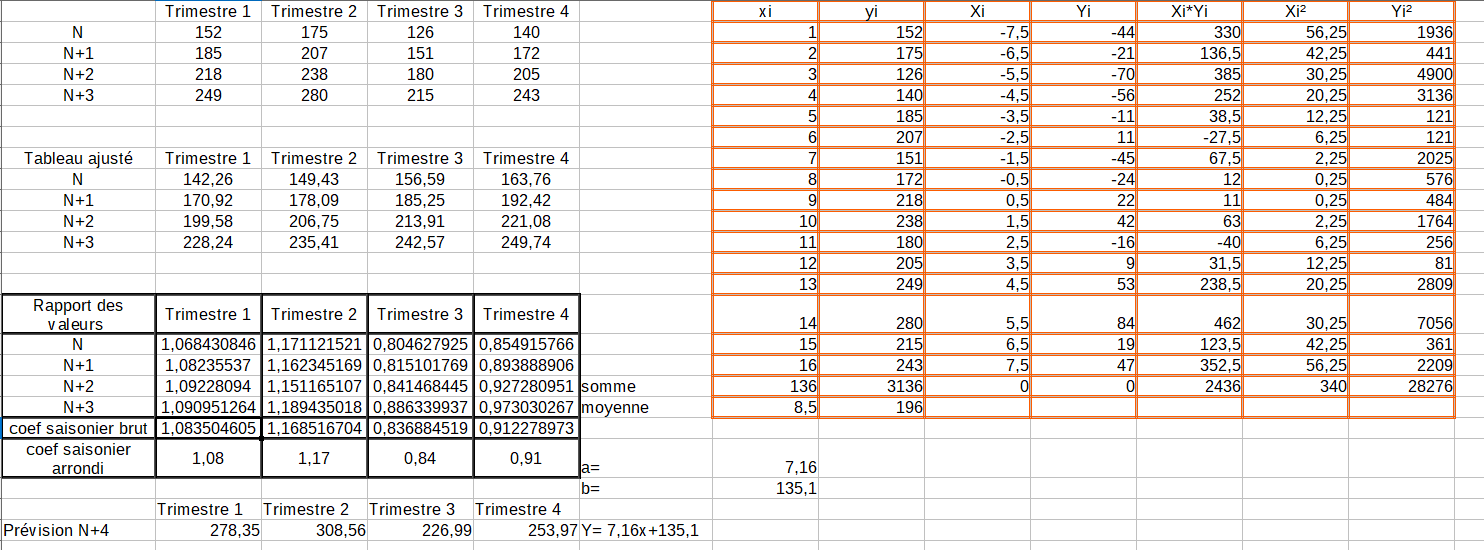 Trimestre 1 Trimestre 2 Trimestre 3 Trimestre 4 xi yi Xi Yi Xi*Yi Xi² Yi²
N 152 175 126 140 1 152 -7,5 -44 330 56,25 1936
N+1 185 207 151 172 2 175 -6,5 -21 136,5 42,25 441
N+2 218 238 180 205 3 126 -5,5 -70 385 30,25 4900
N+3 249 280 215 243 4 140 -4,5 -56 252 20,25 3136
5 185 -3,5 -11 38,5 12,25 121
6 207 -2,5 11 -27,5 6,25 121
Tableau ajusté Trimestre 1 Trimestre 2 Trimestre 3 Trimestre 4 7 151 -1,5 -45 67,5 2,25 2025
N 142,26 149,43 156,59 163,76 8 172 -0,5 -24 12 0,25 576
N+1 170,92 178,09 185,25 192,42 9 218 0,5 22 11 0,25 484
N+2 199,58 206,75 213,91 221,08 10 238 1,5 42 63 2,25 1764
N+3 228,24 235,41 242,57 249,74 11 180 2,5 -16 -40 6,25 256
12 205 3,5 9 31,5 12,25 81
13 249 4,5 53 238,5 20,25 2809
Rapport des
valeurs Trimestre 1 Trimestre 2 Trimestre 3 Trimestre 4 14 280 5,5 84 462 30,25 7056
N 1,068430846 1,171121521 0,804627925 0,854915766 15 215 6,5 19 123,5 42,25 361
N+1 1,08235537 1,162345169 0,815101769 0,893888906 16 243 7,5 47 352,5 56,25 2209
N+2 1,09228094 1,151165107 0,841468445 0,927280951 somme 136 3136 0 0 2436 340 28276
N+3 1,090951264 1,189435018 0,886339937 0,973030267 moyenne 8,5 196
coef saisonier brut 1,083504605 1,168516704 0,836884519 0,912278973
coef saisonier
arrondi 1,08 1,17 0,84 0,91 a= 7,16
b= 135,1
Trimestre 1 Trimestre 2 Trimestre 3 Trimestre 4
Prévision N+4 278,35 308,56 226,99 253,97 Y= 7,16x+135,1